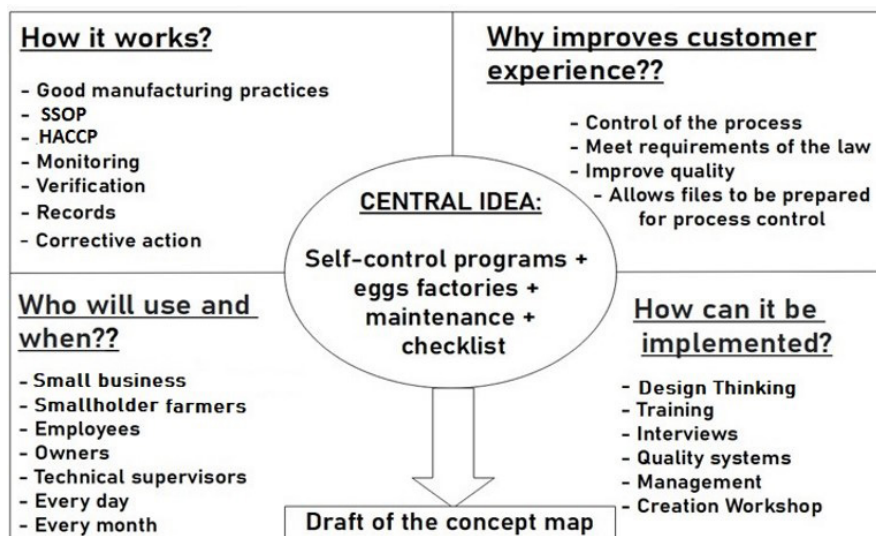 How it works?
- Good manufacturing practices
- SSOP
- HACCP
- Monitoring
- Verification
- Records
- Corrective action
Why improves customer
experience??
- Control of the process
- Meet requirements of the law
- Improve quality
- Allows files to be prepared
for process control
CENTRAL IDEA:
Self-control programs +
eggs factories +
maintenance +
checklist
Who will use and
when??
- Small business
- Smallholder farmers
- Employees
- Owners
- Technical supervisors
- Every day
- Every month
How can it be
implemented?
- Design Thinking
- Training
- Interviews
- Quality systems
- Management
- Creation Workshop
Draft of the concept map